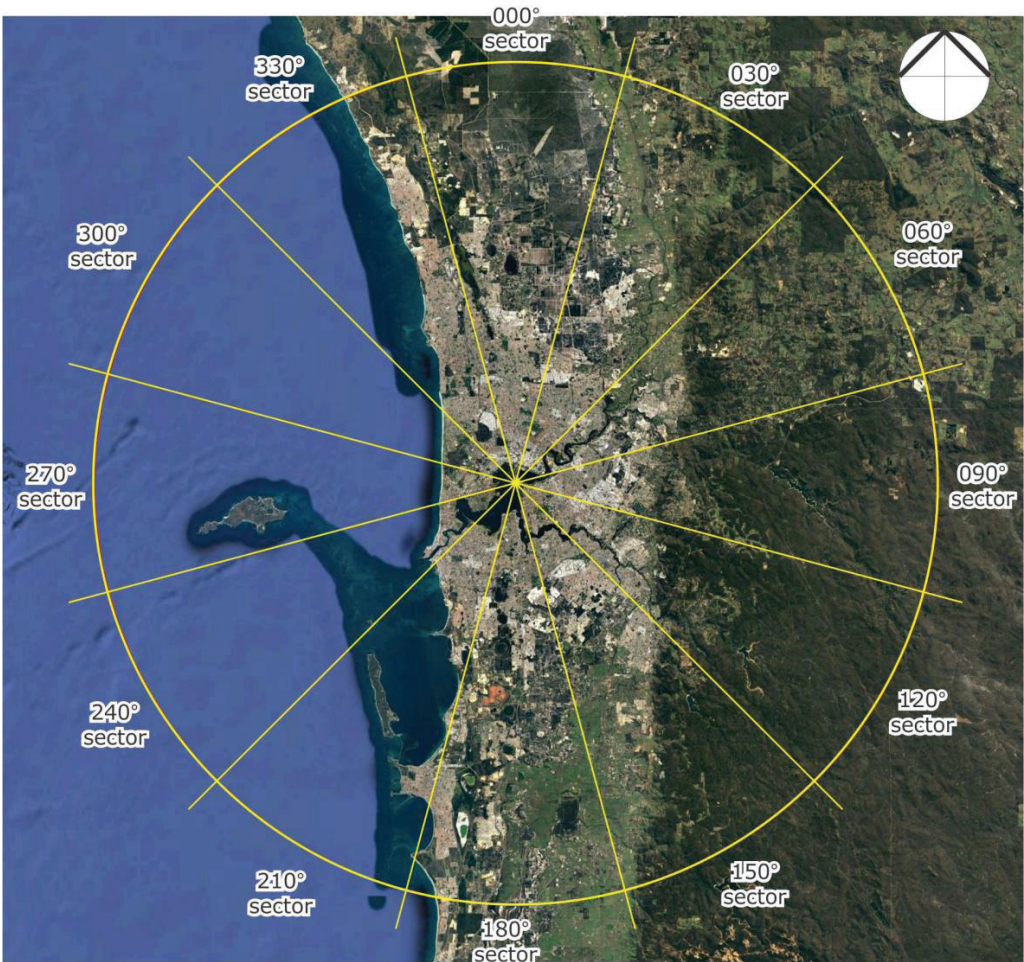 000°
sector
330°
sector
030°
sector
300°
sector
060°
sector
270°
sector
090°
sector
240°
sector
120°
sector
210°
sector
150°
sector
180°
sector